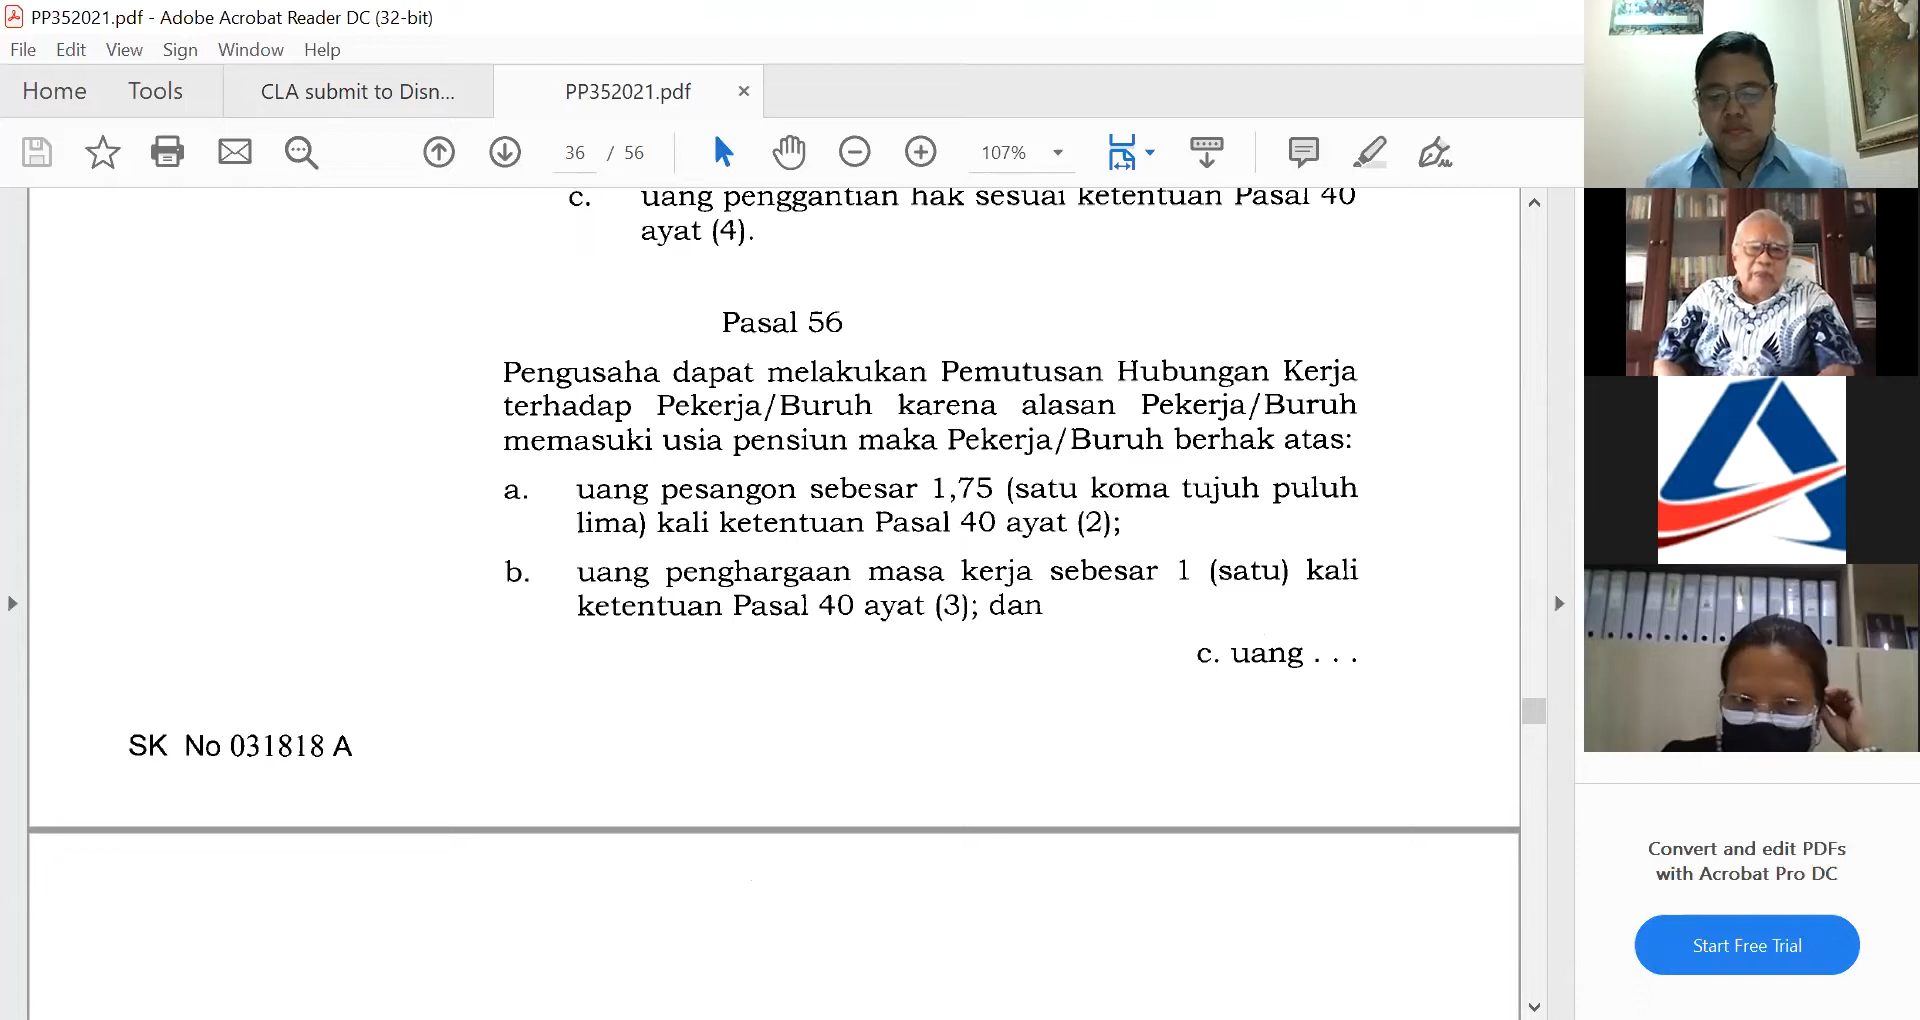 PP352021.pdf - Adobe Acrobat Reader DC (32-bit)
File Edit View Sign Window Help
Home Tools CLA submit to Disn... PP352021.pdf ×
36 / 56 107%
c. uang penggantian hak sesuai ketentuan Pasal 40
ayat (4).
Pasal 56
Pengusaha dapat melakukan Pemutusan Hubungan Kerja
terhadap Pekerja/Buruh karena alasan Pekerja/Buruh
memasuki usia pensiun maka Pekerja/Buruh berhak atas:
a. uang pesangon sebesar 1,75 (satu koma tujuh puluh
lima) kali ketentuan Pasal 40 ayat (2);
b. uang penghargaan masa kerja sebesar 1 (satu) kali
ketentuan Pasal 40 ayat (3); dan
c. uang . . .
SK No 031818 A
Convert and edit PDFs
with Acrobat Pro DC
Start Free Trial